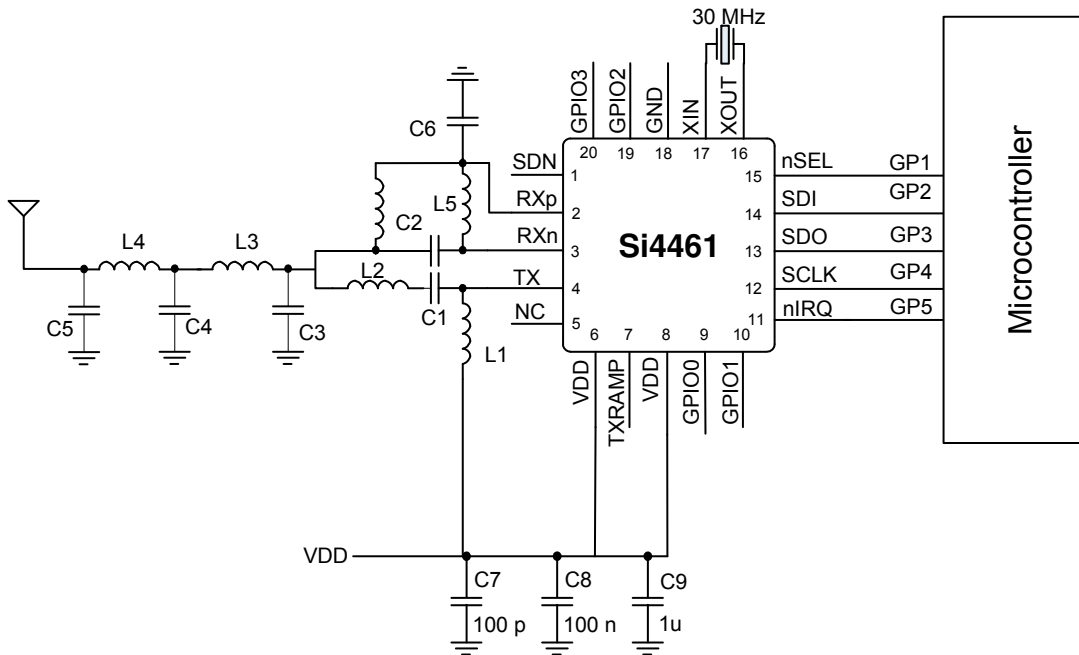 30 MHz
GPIO3
GPIO2
GND
XIN
XOUT
C6
20
19
18
17
16
SDN
1
RXp
2
RXn
3
TX
4
NC
5
L5
C2
L4
L3
L2
C1
C5
C4
C3
L1
Si4461
15
nSEL
GP1
14
SDI
GP2
13
SDO
GP3
12
SCLK
GP4
11
nIRQ
GP5
Microcontroller
6
7
8
9
10
VDD
TXRAMP
VDD
GPIO0
GPIO1
VDD
C7
100 p
C8
100 n
C9
1u